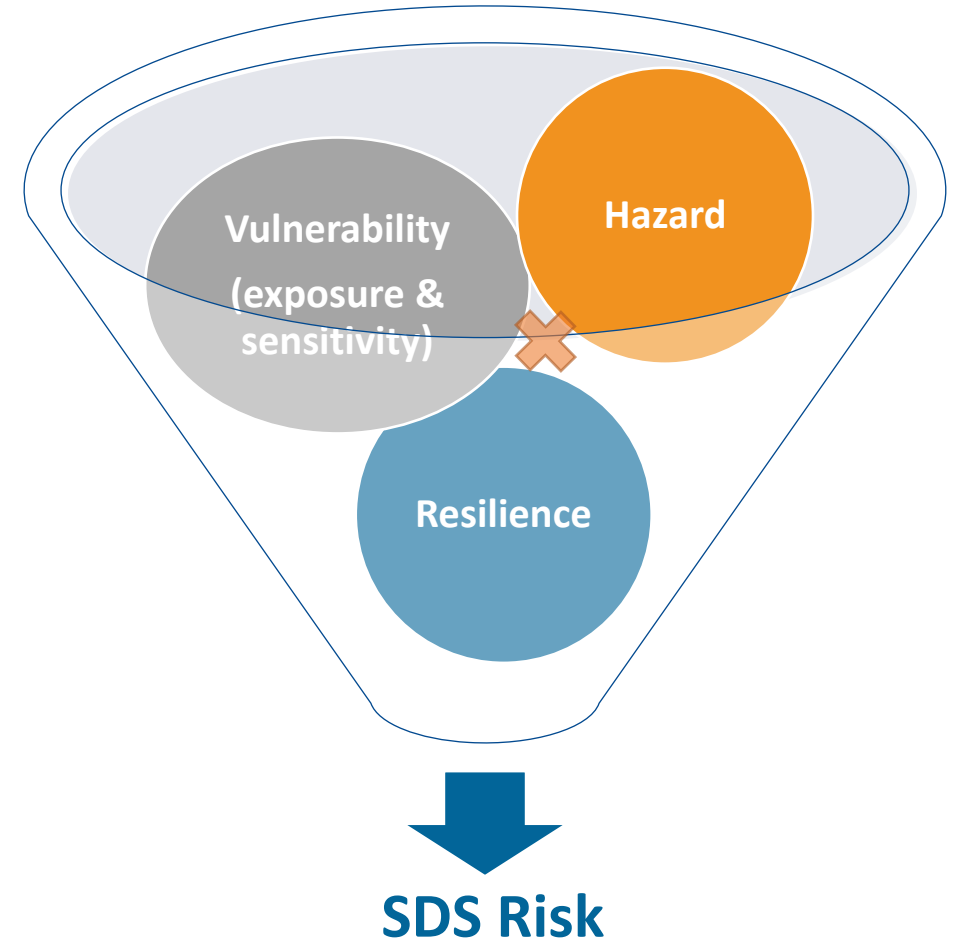 Vulnerability
(exposure &
sensitivity)
Hazard
Resilience
SDS Risk